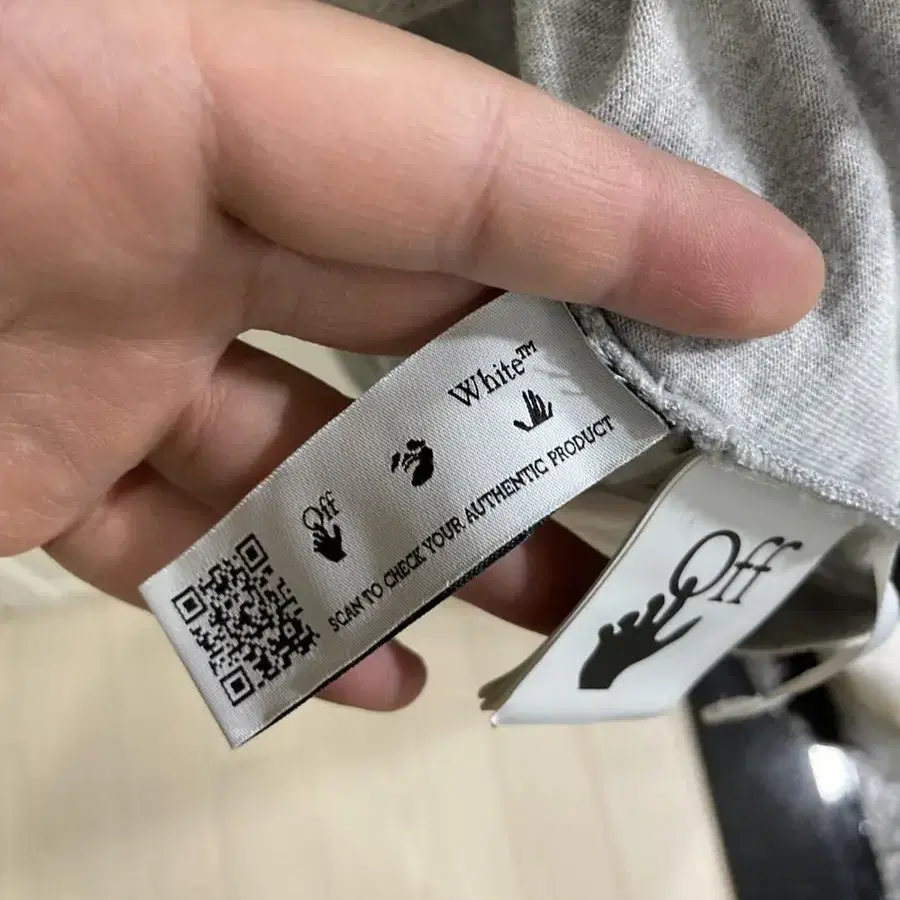 Off White™
SCAN TO CHECK YOUR AUTHENTIC PRODUCT
Off